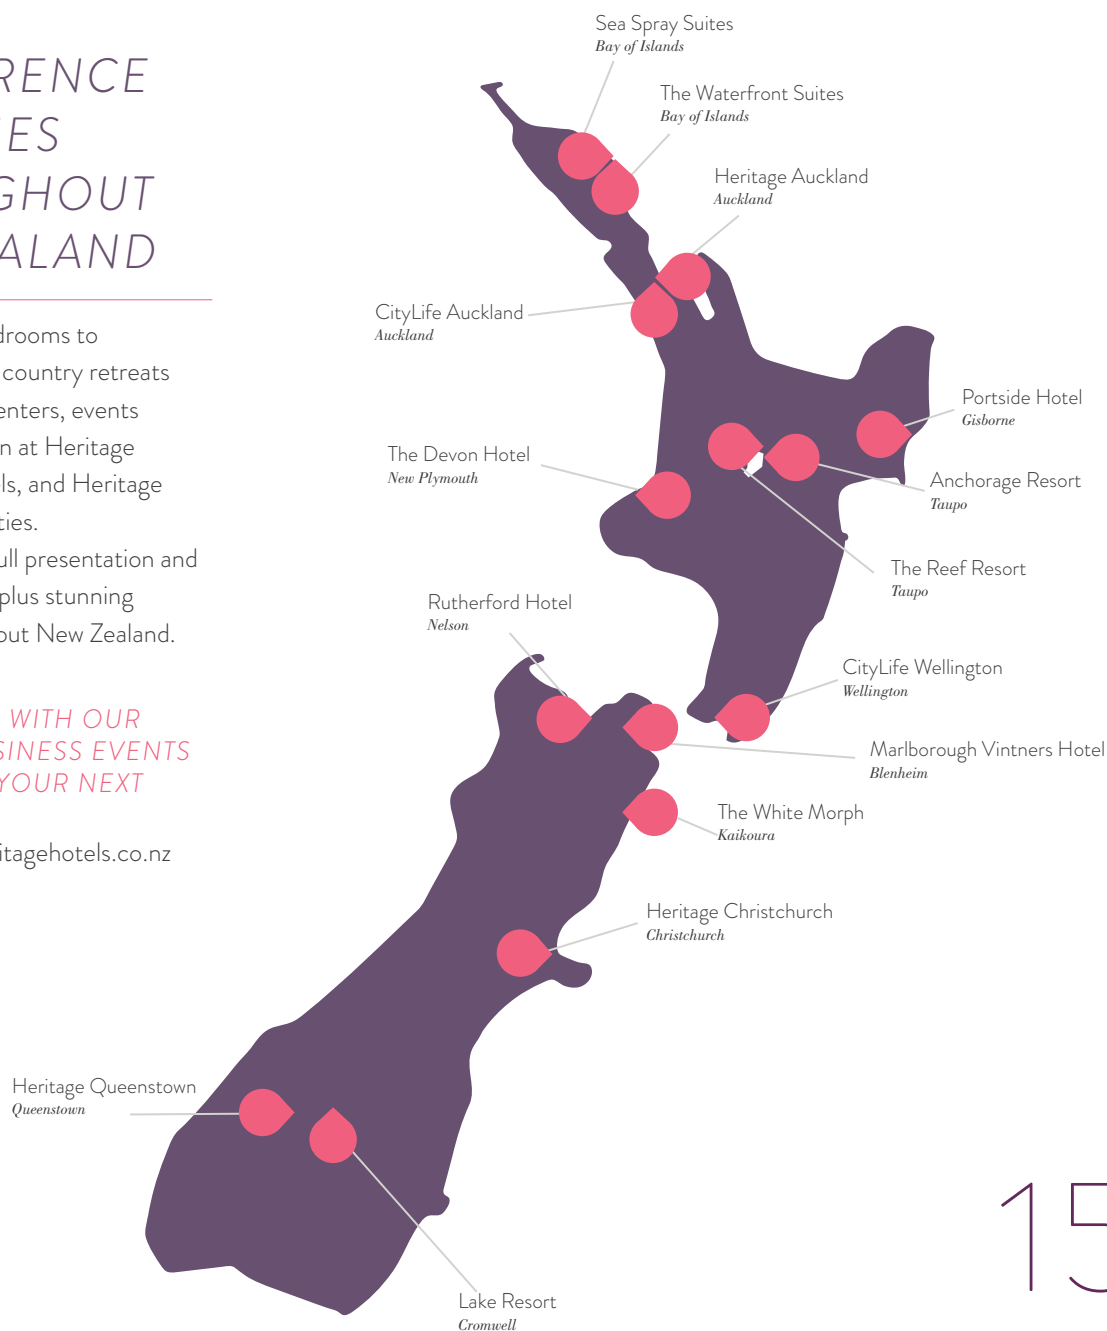 RENCE
ES
GHOUT
ALAND
drooms to
country retreats
enters, events
n at Heritage
ls, and Heritage
ties.
ull presentation and
plus stunning
out New Zealand.
WITH OUR
SINESS EVENTS
YOUR NEXT
itagehotels.co.nz
Sea Spray Suites
Bay of Islands
The Waterfront Suites
Bay of Islands
Heritage Auckland
Auckland
CityLife Auckland
Auckland
Portside Hotel
Gisborne
The Devon Hotel
New Plymouth
Anchorage Resort
Taupo
The Reef Resort
Taupo
Rutherford Hotel
Nelson
CityLife Wellington
Wellington
Marlborough Vintners Hotel
Blenheim
The White Morph
Kaikoura
Heritage Christchurch
Christchurch
Heritage Queenstown
Queenstown
Lake Resort
Cromwell
15